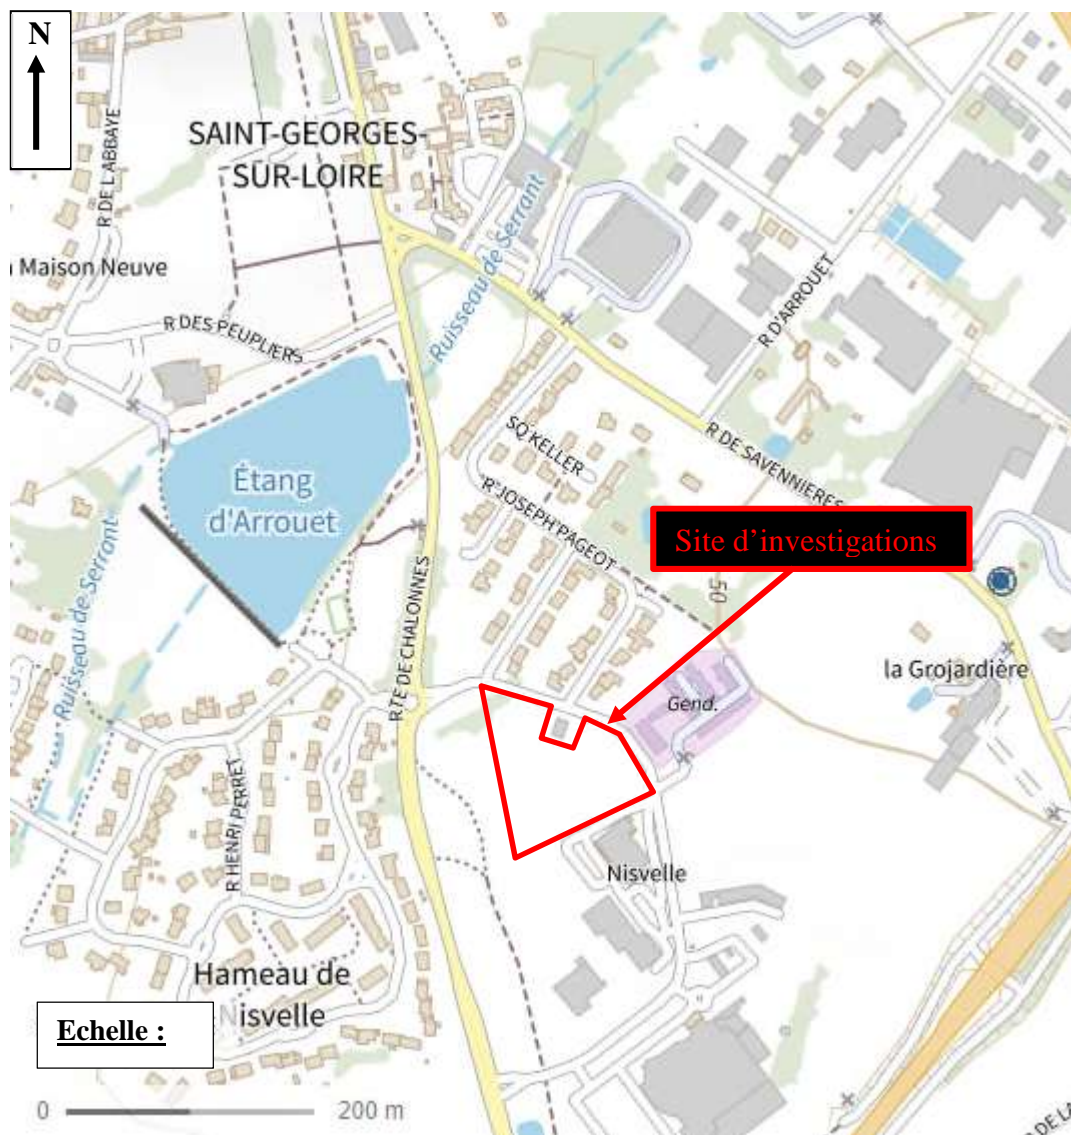 N
R DE L'ABBAYE
SAINT-GEORGES-
SUR-LOIRE
Ruisseau de Serrant
Maison Neuve
R DES PEUPLIERS
R D'ARROUET
SQ KELLER
R DE SAVENNIERES
Étang
d'Arrouet
R JOSEPH PAGEOT
Site d'investigations
50
Ruisseau de Serrant
RTE DE CHALONNES
la Grojardière
Gend.
R HENRI PERRET
Nisvelle
Hameau de
Nisvelle
Echelle :
0 200 m
DE LA